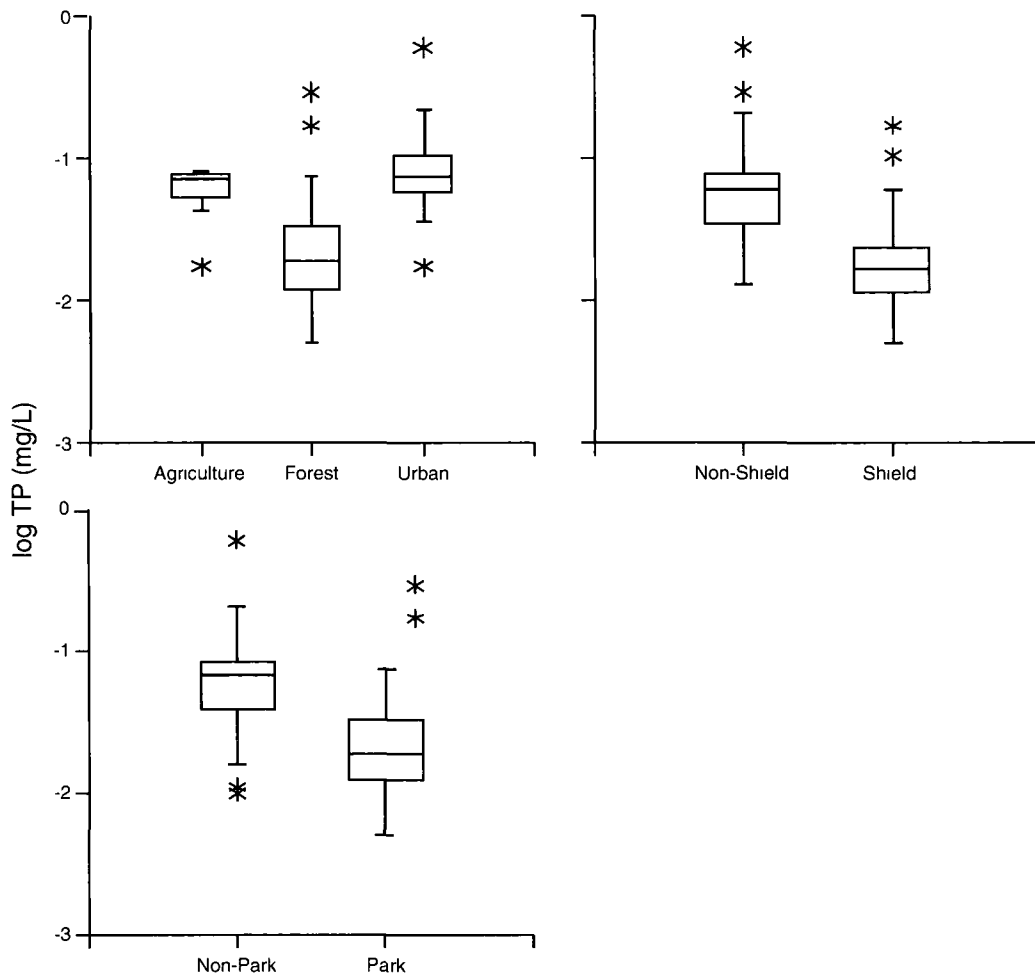 0
-1
-2
-3
Agriculture Forest Urban
Non-Shield Shield
log TP (mg/L)
0
-1
-2
-3
Non-Park Park